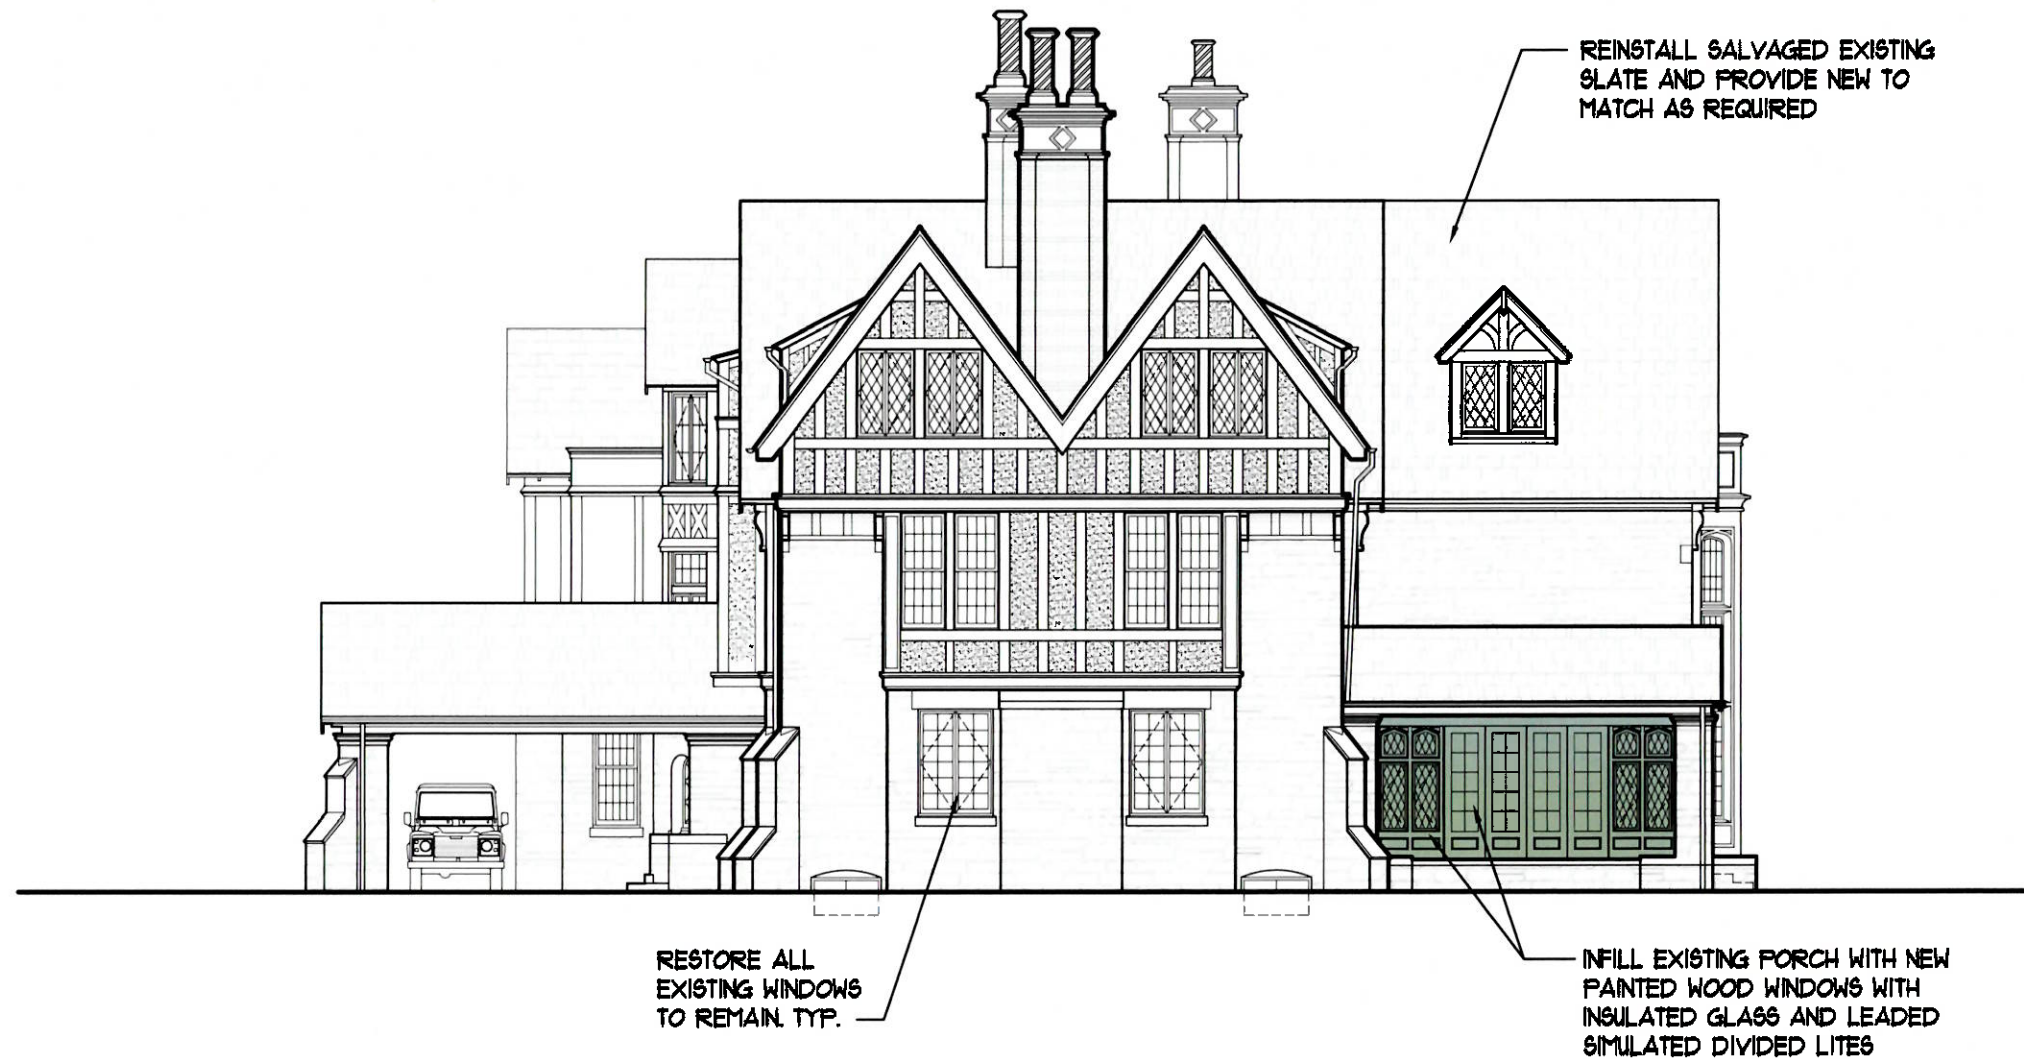 REINSTALL SALVAGED EXISTING
SLATE AND PROVIDE NEW TO
MATCH AS REQUIRED
RESTORE ALL
EXISTING WINDOWS
TO REMAIN. TYP.
INFILL EXISTING PORCH WITH NEW
PAINTED WOOD WINDOWS WITH
INSULATED GLASS AND LEADED
SIMULATED DIVIDED LITES